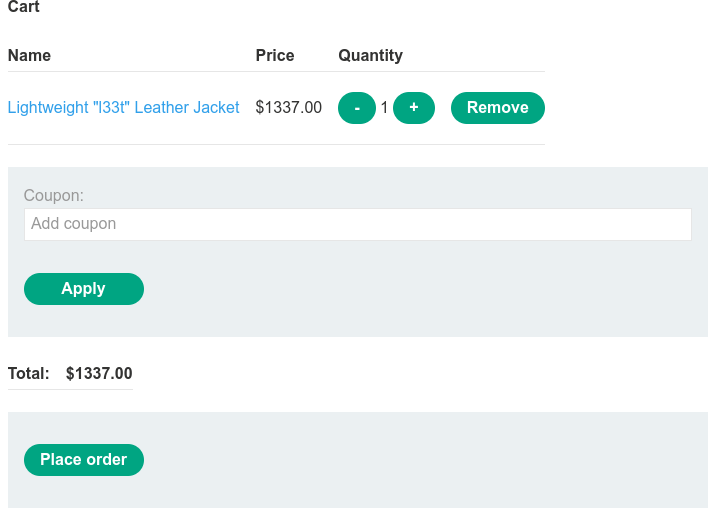 Cart
Name Price Quantity
Lightweight "l33t" Leather Jacket $1337.00 - 1 + Remove
Coupon:
Add coupon
Apply
Total: $1337.00
Place order